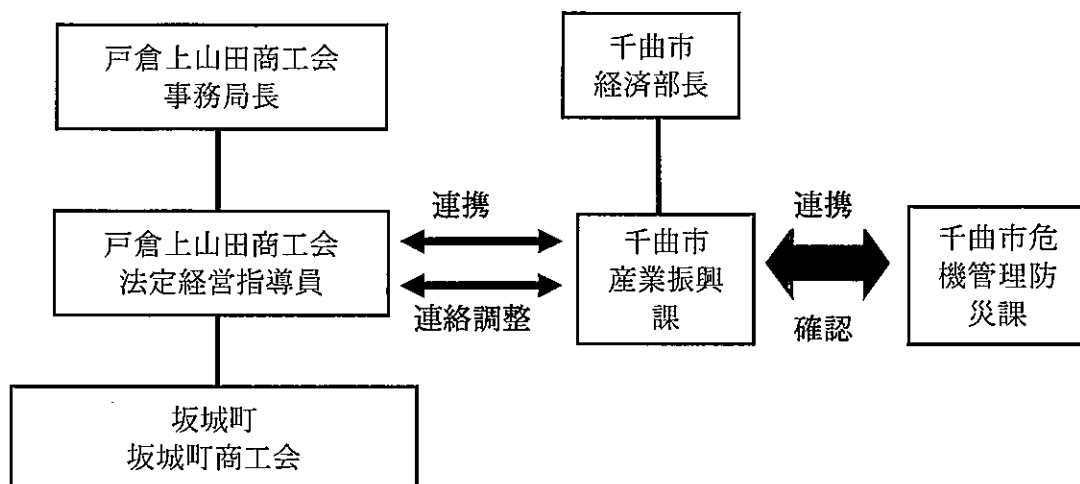 戸倉上山田商工会
事務局長
千曲市
経済部長
戸倉上山田商工会
法定経営指導員
連携
連絡調整
千曲市
産業振興
課
連携
確認
千曲市危
機管理防
災課
坂城町
坂城町商工会